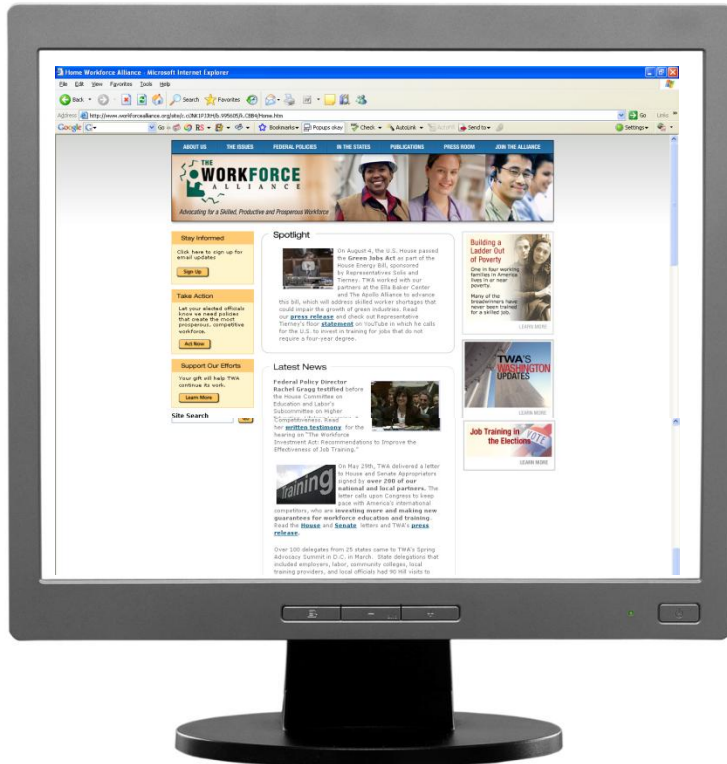 Home Workforce Alliance - Microsoft Internet Explorer
File Edit View Favorites Tools Help
Back Search Favorites
Address Go Links
Google Go RS Bookmarks Popups okay Check AutoLink Send to Settings
ABOUT US THE ISSUES FEDERAL POLICIES IN THE STATES PUBLICATIONS PRESS ROOM JOIN THE ALLIANCE
THE
WORKFORCE
ALLIANCE
Advocating for a Skilled, Productive and Prosperous Workforce
Stay Informed
Click here to sign up for
email updates
Sign Up
Take Action
Let your elected officials
know we need policies
that create the most
prosperous, competitive
workforce.
Act Now
Support Our Efforts
Your gift will help TWA
continue its work.
Learn More
Site Search
Spotlight
On August 4, the U.S. House passed
the Green Jobs Act as part of the
House Energy Bill, sponsored
by Representatives Solis and
Tierney. TWA worked with our
partners at the Ella Baker Center
and The Apollo Alliance to advance
this bill, which will address skilled worker shortages that
could impair the growth of green industries. Read
our press release and check out Representative
Tierney's floor statement on YouTube in which he calls
for the U.S. to invest in training for jobs that do not
require a four-year degree.
Latest News
Federal Policy Director
Rachel Gragg testified before
the House Committee on
Education and Labor's
Subcommittee on Higher
Competitiveness. Read
her written testimony for the
hearing on "The Workforce
Investment Act: Recommendations to Improve the
Effectiveness of Job Training."
Training
On May 29th, TWA delivered a letter
to House and Senate Appropriators
signed by over 200 of our
national and local partners. The
letter calls upon Congress to keep
pace with America's international
competitors, who are investing more and making new
guarantees for workforce education and training.
Read the House and Senate letters and TWA's press
release.
Over 100 delegates from 25 states came to TWA's Spring
Advocacy Summit in D.C. in March. State delegations that
included employers, labor, community colleges, local
training providers, and local officials had 90 Hill visits to
Building a
Ladder Out
of Poverty
One in four working
families in America
lives in or near
poverty.
Many of the
breadwinners have
never been trained
for a skilled job.
LEARN MORE
TWA'S
WASHINGTON
UPDATES
LEARN MORE
Job Training in
the Elections
VOTE
LEARN MORE